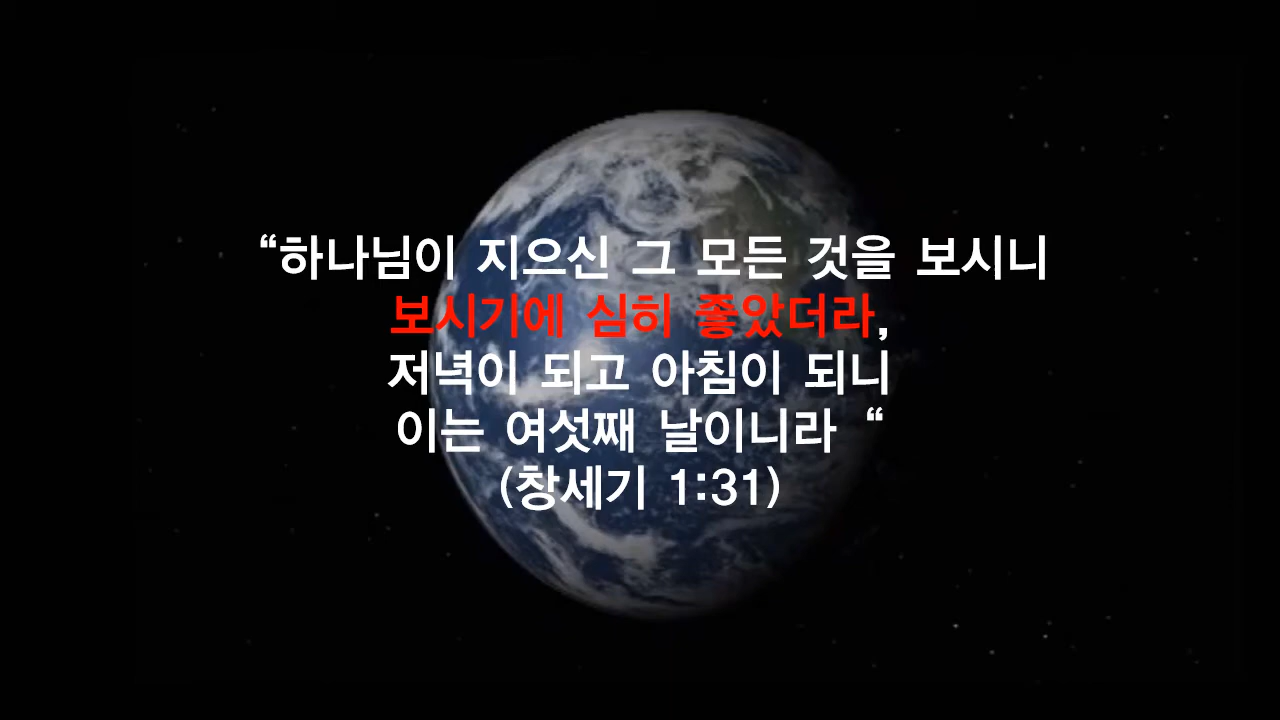 “하나님이 지으신 그 모든 것을 보시니
보시기에 심히 좋았더라,
저녁이 되고 아침이 되니
이는 여섯째 날이니라 “
(창세기 1:31)